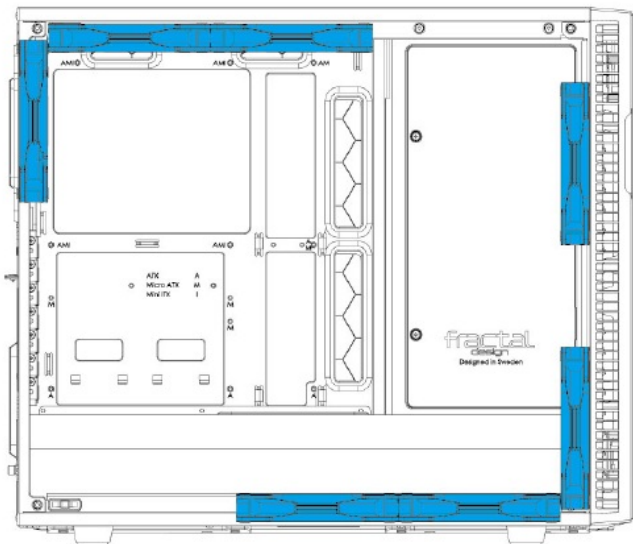 AMI
AMI
AM
AMI
AMI
ATX A
Micro ATX M
Mini ITX I
M
M
M
fractal
design
Designed in Sweden
A
A
A